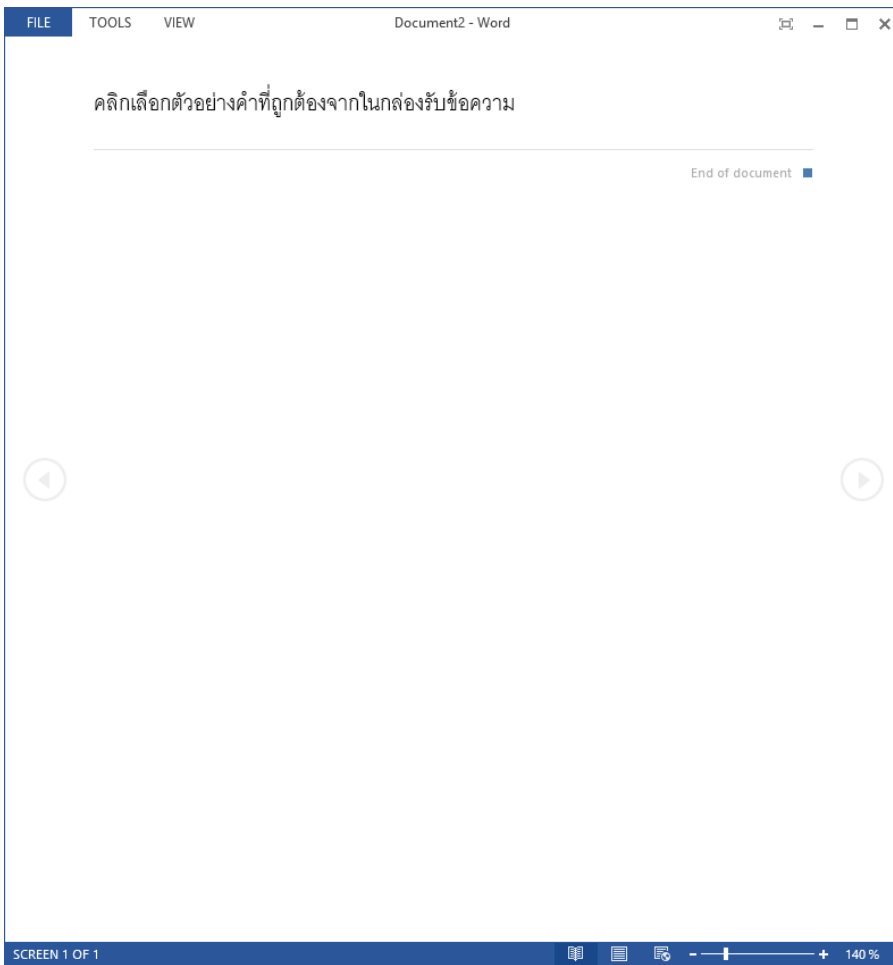 FILE TOOLS VIEW Document2 - Word
คลิกเลือกตัวอย่างคำที่ถูกต้องจากในกล่องรับข้อความ
End of document
SCREEN 1 OF 1 - + 140 %